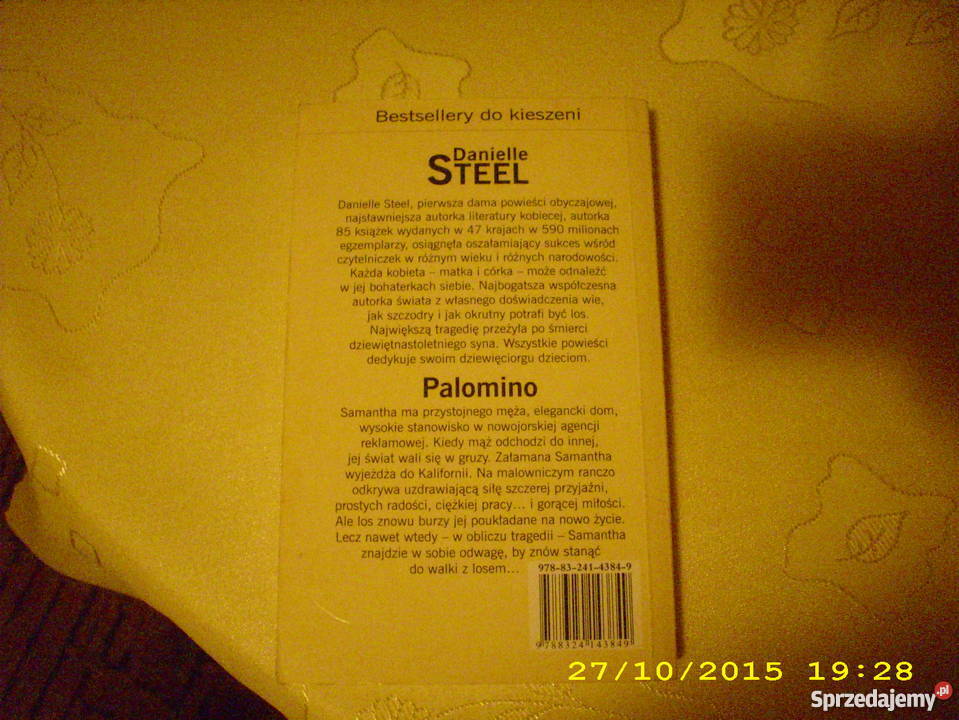 Bestsellery do kieszeni
Danielle
STEEL
Danielle Steel, pierwsza dama powieści obyczajowej,
najsławniejsza autorka literatury kobiecej, autorka
85 książek wydanych w 47 krajach w 590 milionach
egzemplarzy, osiągnęła oszałamiający sukces wśród
czytelniczek w różnym wieku i różnych narodowości.
Każda kobieta – matka i córka – może odnaleźć
w jej bohaterkach siebie. Najbogatsza współczesna
autorka świata z własnego doświadczenia wie,
jak szczodry i jak okrutny potrafi być los.
Największą tragedię przeżyła po śmierci
dziewiętnastoletniego syna. Wszystkie powieści
dedykuje swoim dziewięciorgu dzieciom.
Palomino
Samantha ma przystojnego męża, elegancki dom,
wysokie stanowisko w nowojorskiej agencji
reklamowej. Kiedy mąż odchodzi do innej,
jej świat wali się w gruzy. Załamana Samantha
wyjeżdża do Kalifornii. Na malowniczym ranczo
odkrywa uzdrawiającą siłę szczerej przyjaźni,
prostych radości, ciężkiej pracy... i gorącej miłości.
Ale los znowu burzy jej poukładane na nowo życie.
Lecz nawet wtedy – w obliczu tragedii – Samantha
znajdzie w sobie odwagę, by znów stanąć
do walki z losem...
978-83-241-4384-9
9 788324 143849
27/10/2015 19:28
Sprzedajemy.pl